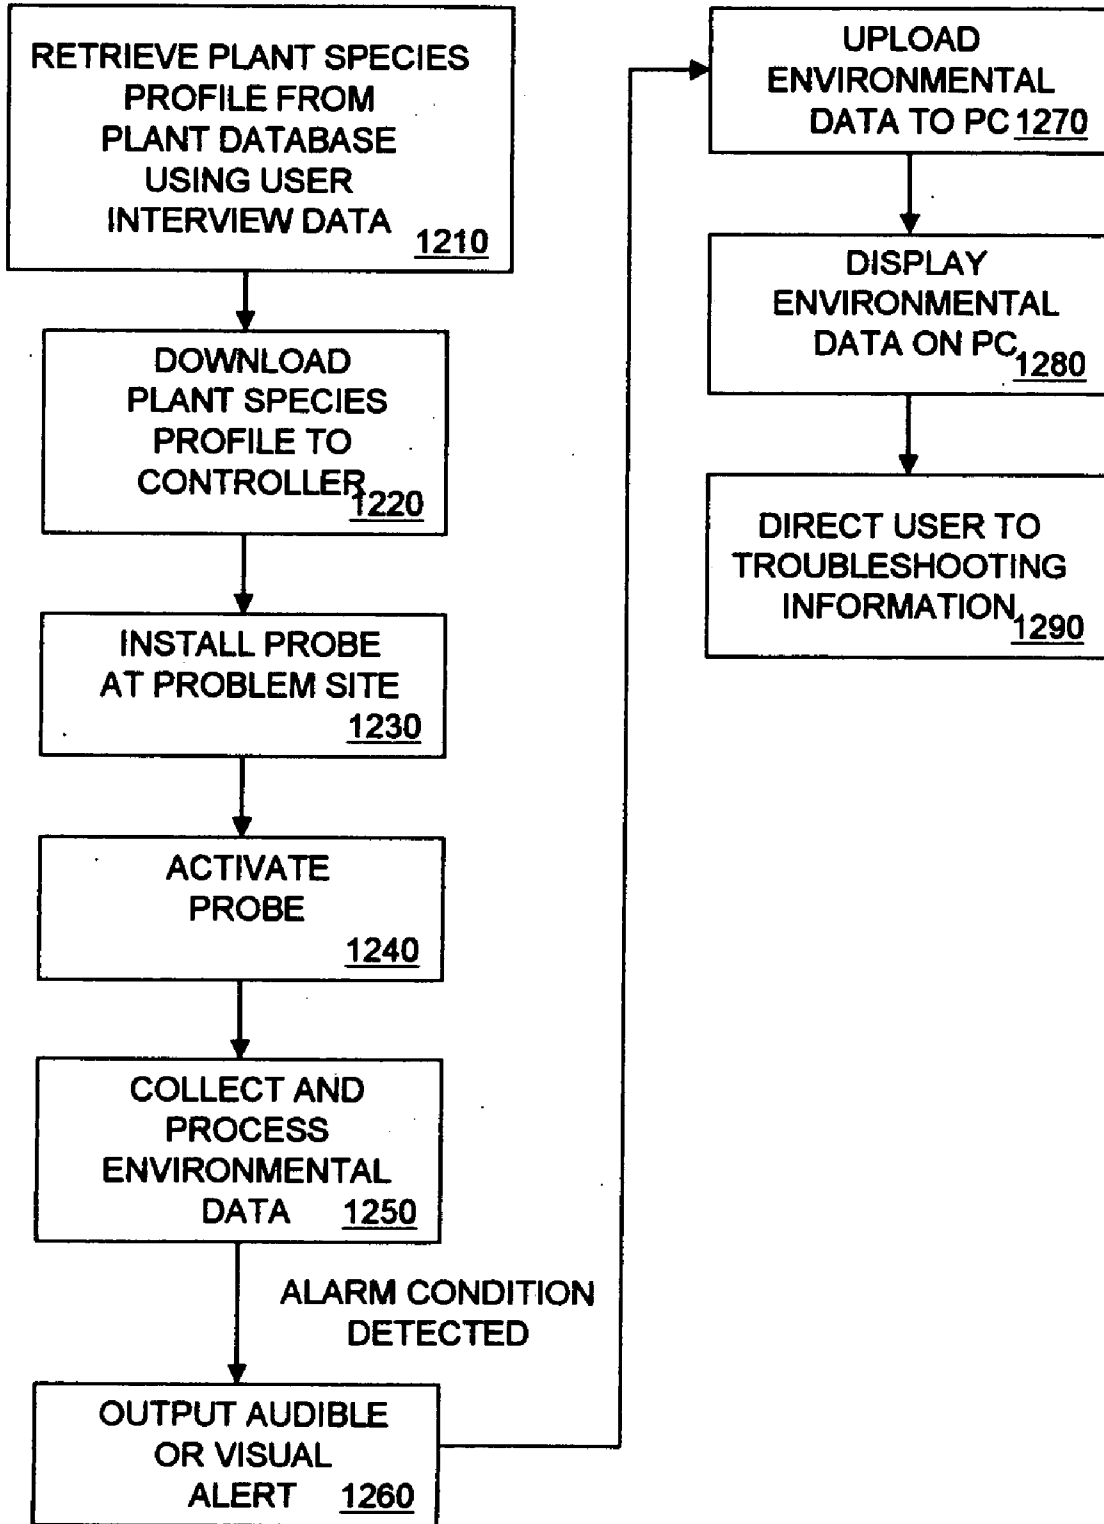 RETRIEVE PLANT SPECIES
PROFILE FROM
PLANT DATABASE
USING USER
INTERVIEW DATA
1210
DOWNLOAD
PLANT SPECIES
PROFILE TO
CONTROLLER
1220
INSTALL PROBE
AT PROBLEM SITE
1230
ACTIVATE
PROBE
1240
COLLECT AND
PROCESS
ENVIRONMENTAL
DATA 1250
ALARM CONDITION
DETECTED
OUTPUT AUDIBLE
OR VISUAL
ALERT 1260
UPLOAD
ENVIRONMENTAL
DATA TO PC 1270
DISPLAY
ENVIRONMENTAL
DATA ON PC
1280
DIRECT USER TO
TROUBLESHOOTING
INFORMATION
1290